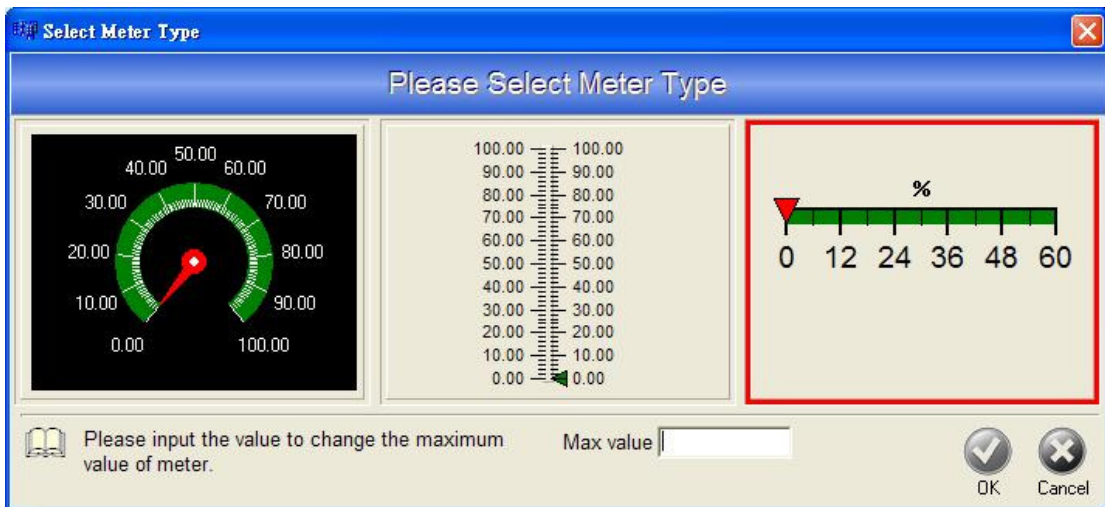 Select Meter Type
Please Select Meter Type
50.00
40.00 60.00
30.00 70.00
20.00 80.00
10.00 90.00
0.00 100.00
100.00 100.00
90.00 90.00
80.00 80.00
70.00 70.00
60.00 60.00
50.00 50.00
40.00 40.00
30.00 30.00
20.00 20.00
10.00 10.00
0.00 0.00
%
0 12 24 36 48 60
Please input the value to change the maximum
value of meter.
Max value
OK Cancel